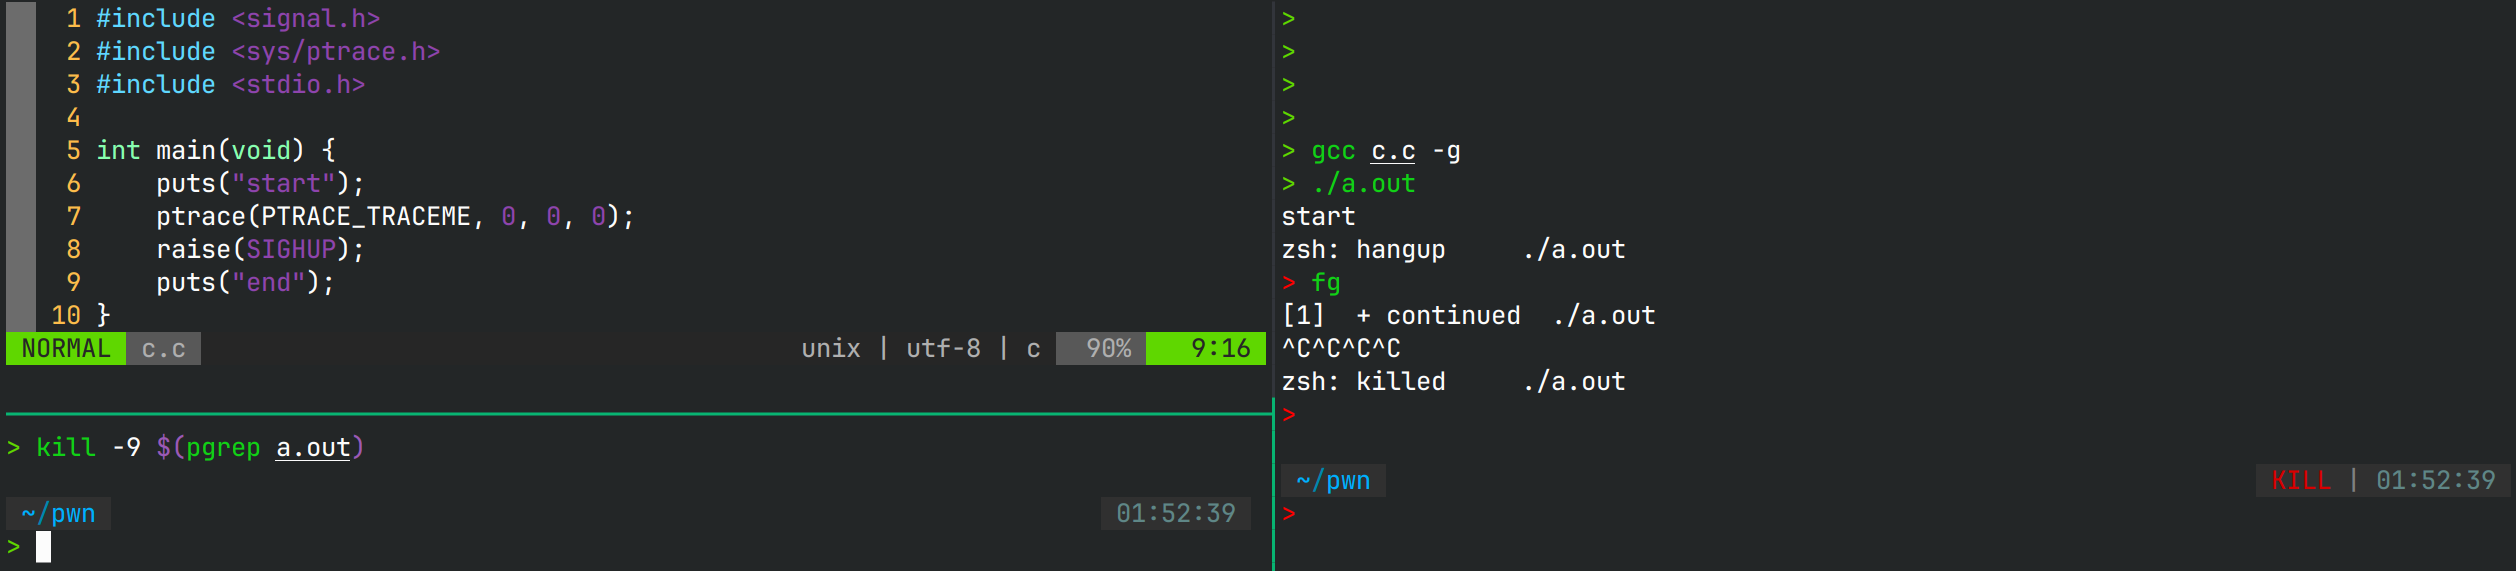 1 #include <signal.h>
2 #include <sys/ptrace.h>
3 #include <stdio.h>
4
5 int main(void) {
6     puts("start");
7     ptrace(PTRACE_TRACEME, 0, 0, 0);
8     raise(SIGHUP);
9     puts("end");
10 }
NORMAL c.c unix | utf-8 | c 90% 9:16
> kill -9 $(pgrep a.out)
~/pwn 01:52:39
>
>
>
>
>
> gcc c.c -g
> ./a.out
start
zsh: hangup     ./a.out
> fg
[1]  + continued  ./a.out
^C^C^C^C
zsh: killed     ./a.out
>
~/pwn KILL | 01:52:39
>